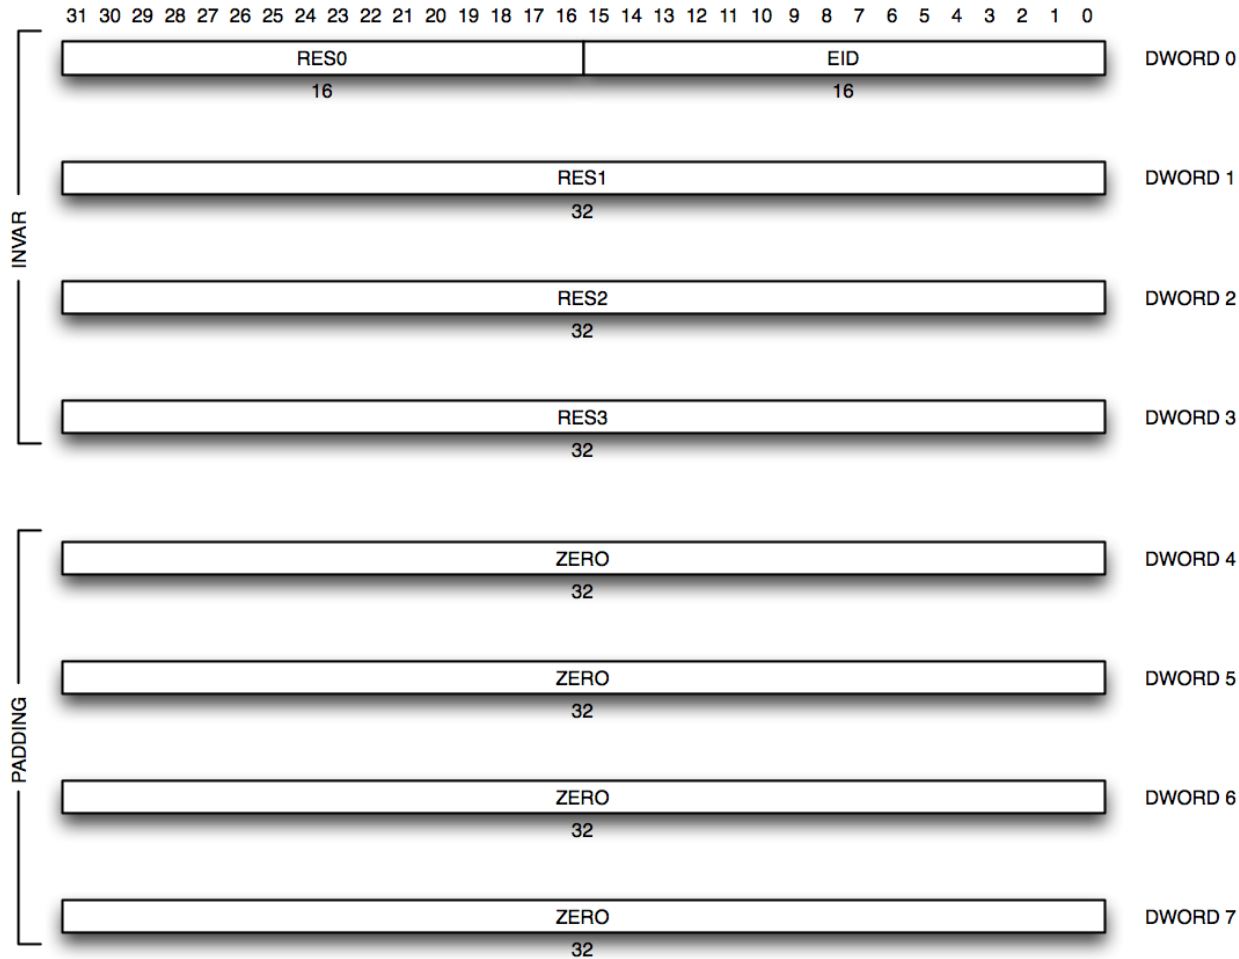 31 30 29 28 27 26 25 24 23 22 21 20 19 18 17 16 15 14 13 12 11 10 9 8 7 6 5 4 3 2 1 0
RES0 EID DWORD 0
16 16
RES1 DWORD 1
32
INVAR
RES2 DWORD 2
32
RES3 DWORD 3
32
ZERO DWORD 4
32
ZERO DWORD 5
32
PADDING
ZERO DWORD 6
32
ZERO DWORD 7
32